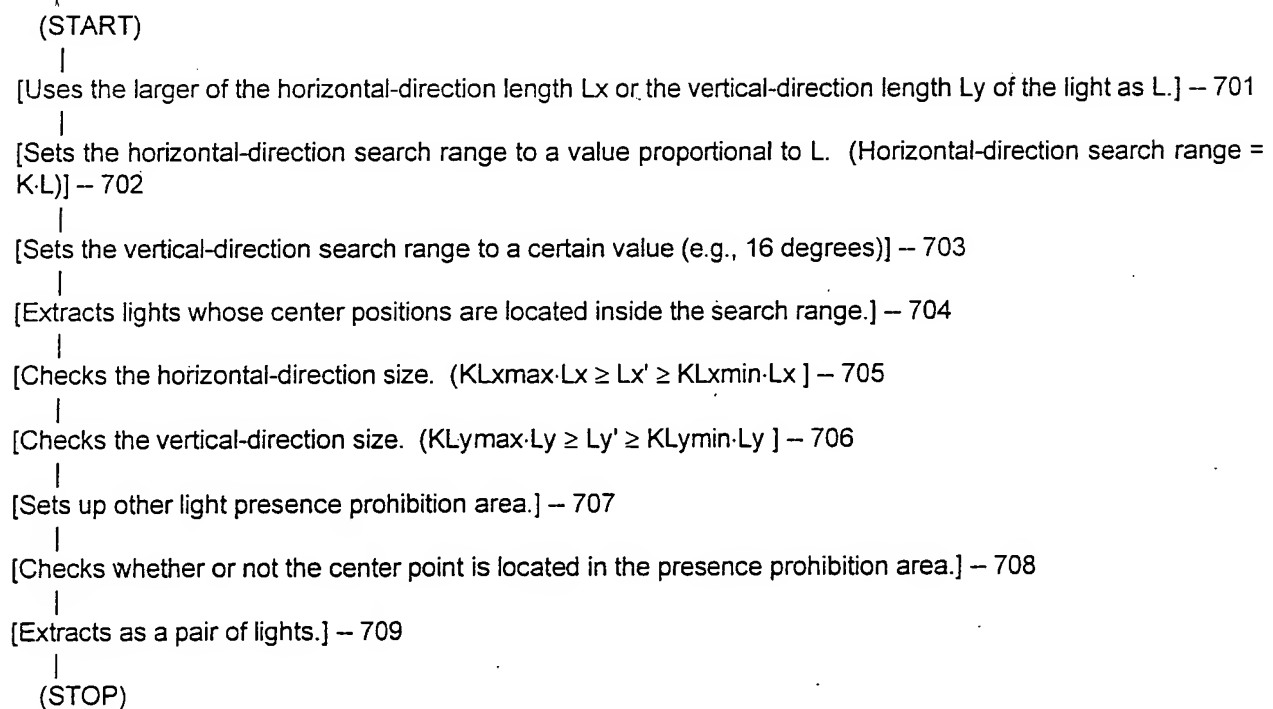 (START)
[Uses the larger of the horizontal-direction length Lx or the vertical-direction length Ly of the light as L.] – 701
[Sets the horizontal-direction search range to a value proportional to L. (Horizontal-direction search range =
K·L)] – 702
[Sets the vertical-direction search range to a certain value (e.g., 16 degrees)] – 703
[Extracts lights whose center positions are located inside the search range.] – 704
[Checks the horizontal-direction size. (KLxmax·Lx ≥ Lx' ≥ KLxmin·Lx ] – 705
[Checks the vertical-direction size. (KLymax·Ly ≥ Ly' ≥ KLymin·Ly ] – 706
[Sets up other light presence prohibition area.] – 707
[Checks whether or not the center point is located in the presence prohibition area.] – 708
[Extracts as a pair of lights.] – 709
(STOP)